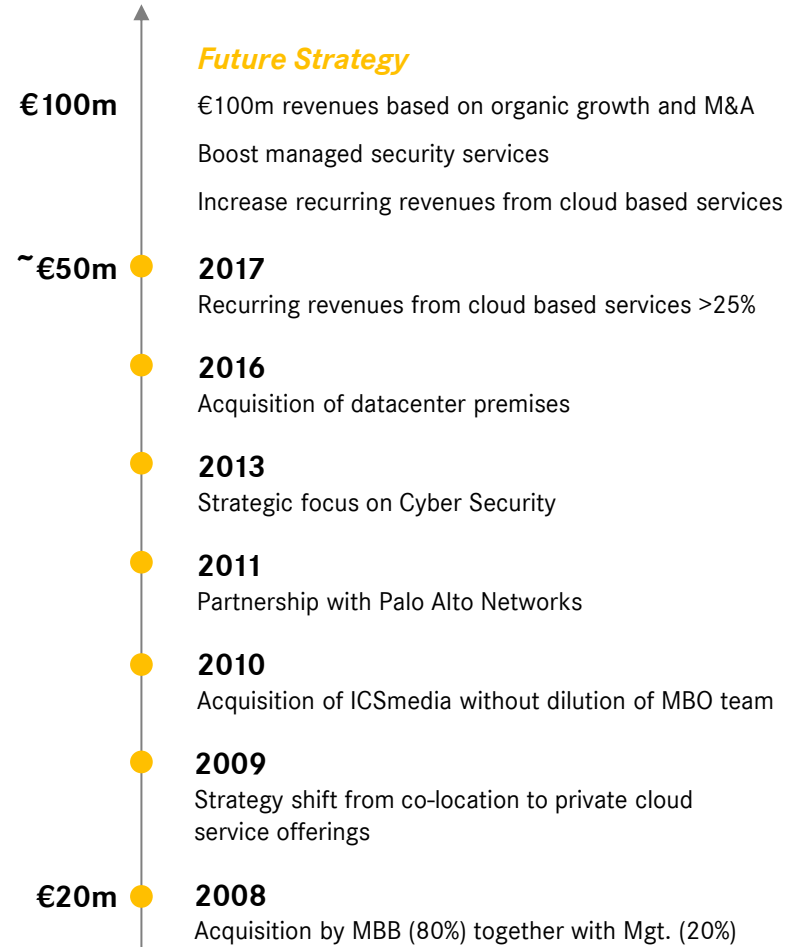 Future Strategy
€100m
€100m revenues based on organic growth and M&A
Boost managed security services
Increase recurring revenues from cloud based services
~€50m
2017
Recurring revenues from cloud based services >25%
2016
Acquisition of datacenter premises
2013
Strategic focus on Cyber Security
2011
Partnership with Palo Alto Networks
2010
Acquisition of ICSmedia without dilution of MBO team
2009
Strategy shift from co-location to private cloud
service offerings
€20m
2008
Acquisition by MBB (80%) together with Mgt. (20%)